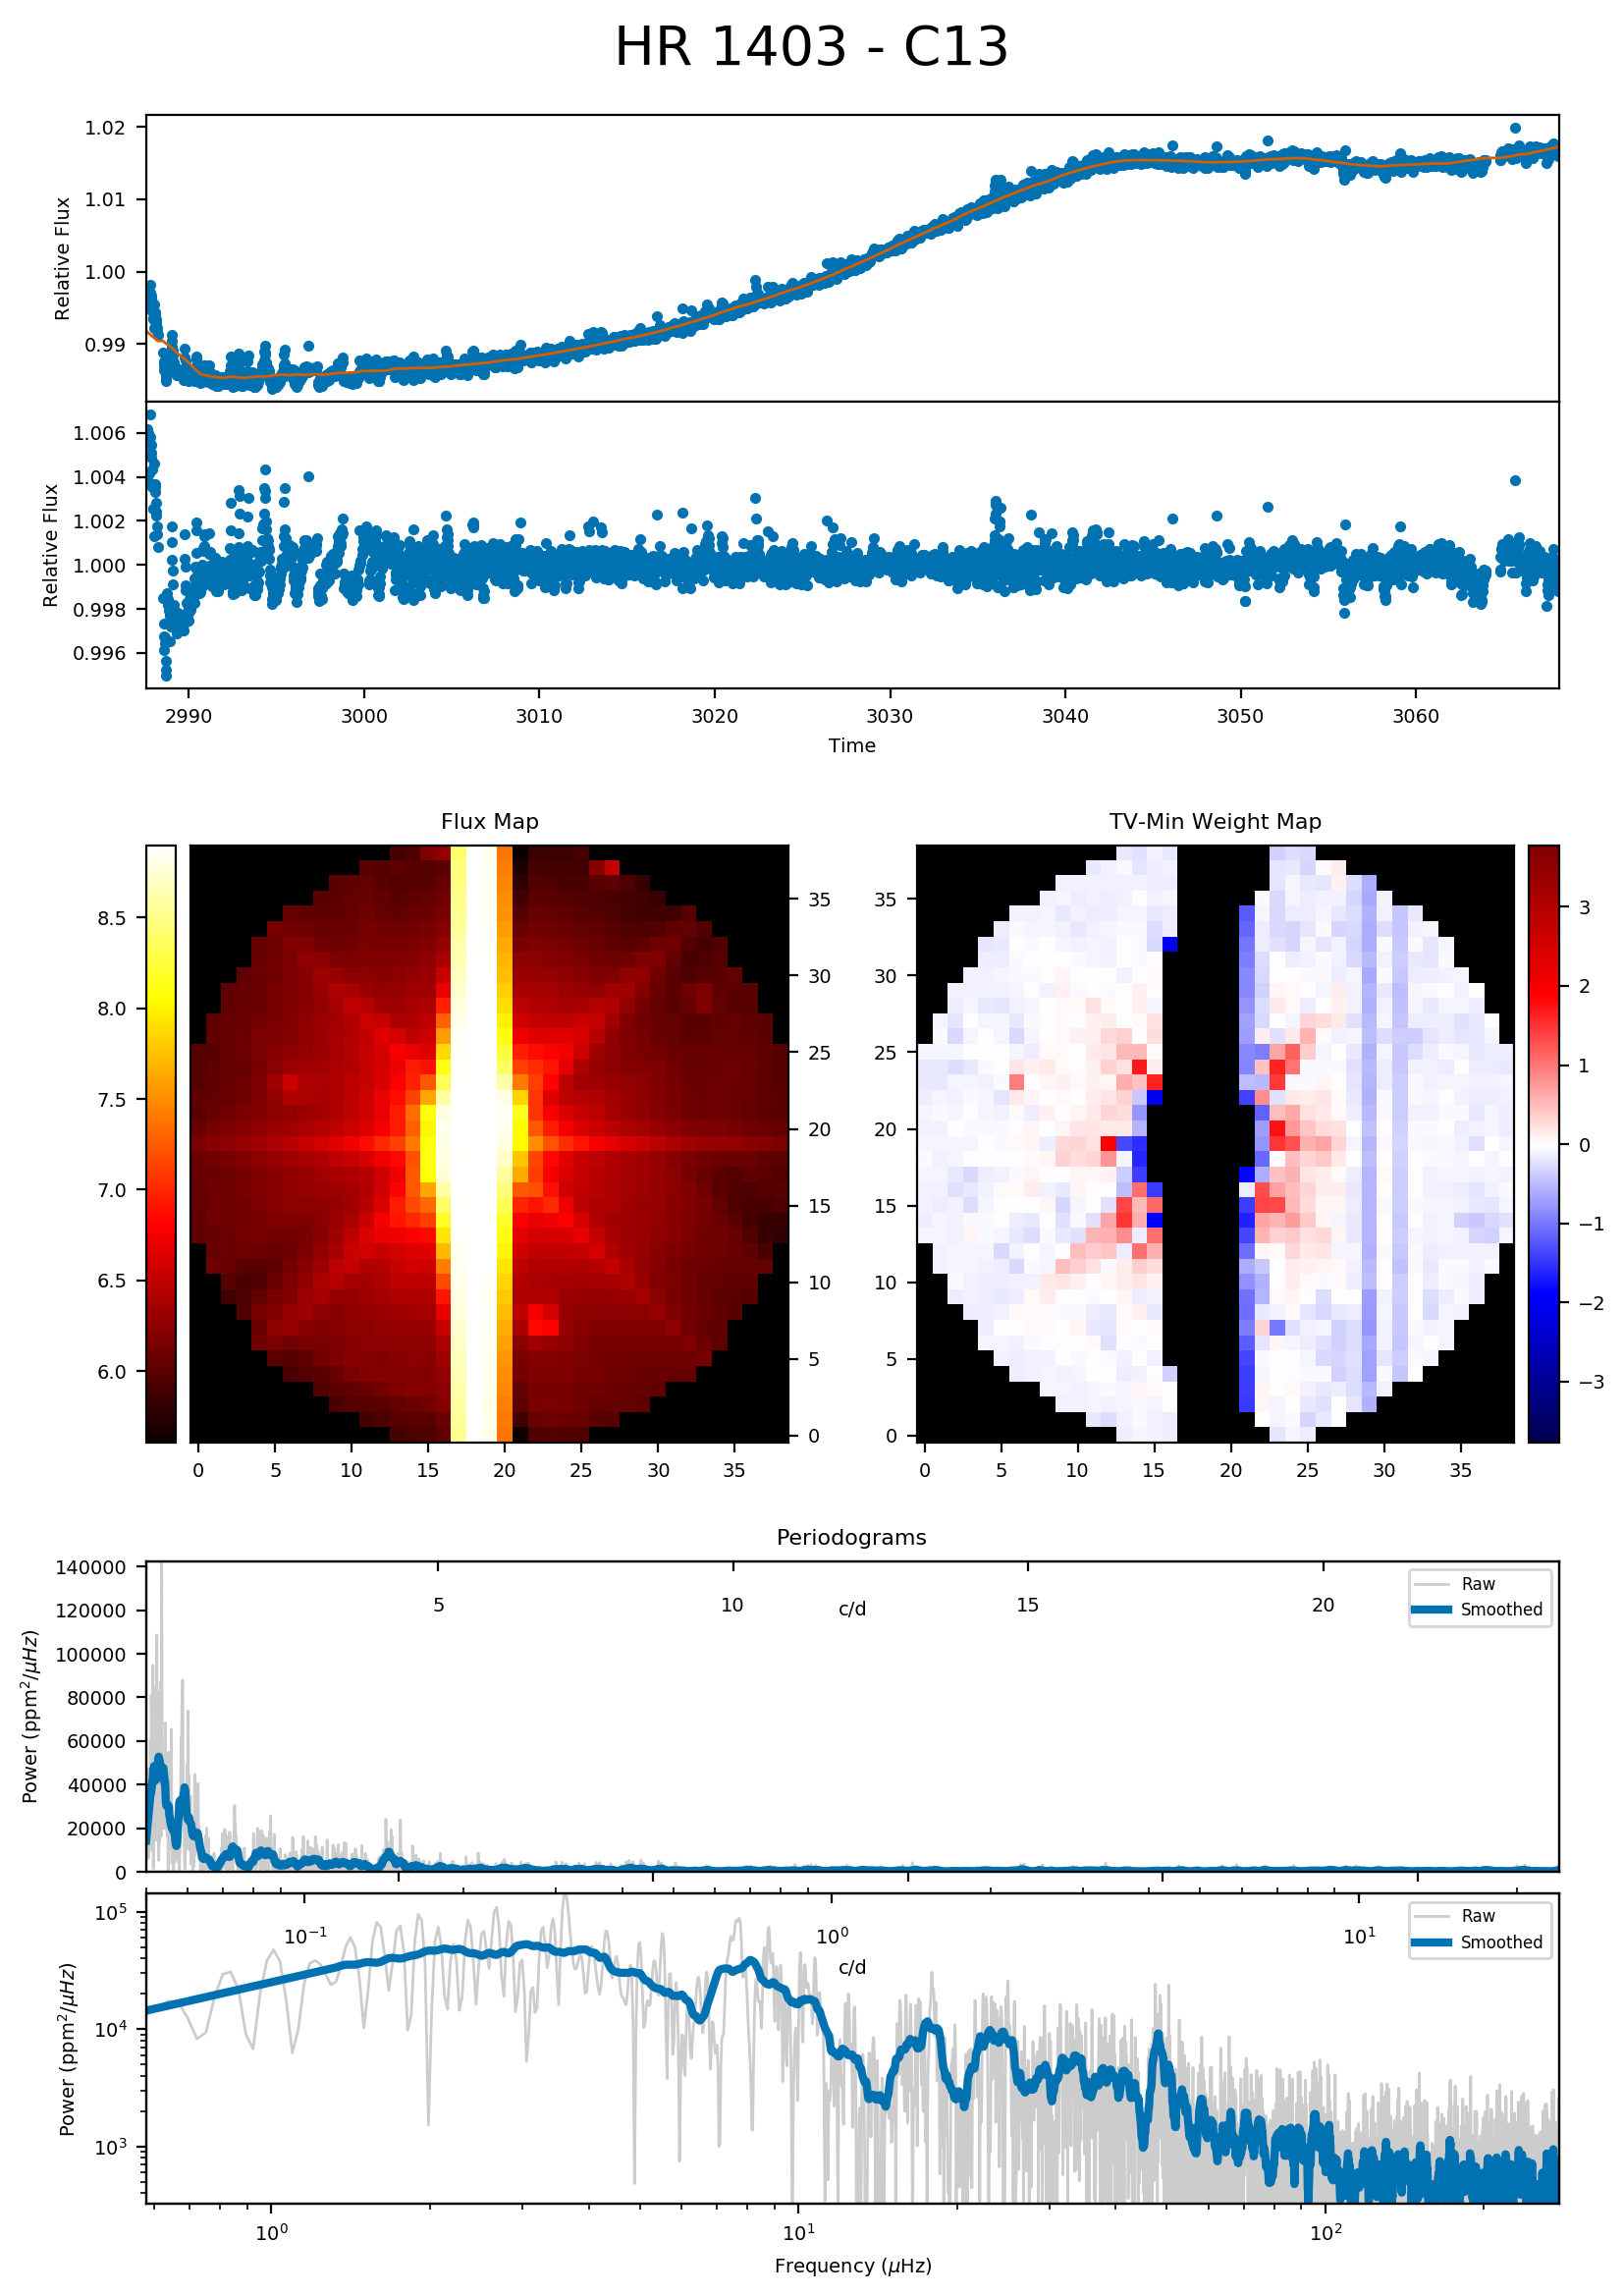 HR 1403 - C13
1.02
1.01
1.00
0.99
Relative Flux
1.006
1.004
1.002
1.000
0.998
0.996
Relative Flux
2990 3000 3010 3020 3030 3040 3050 3060
Time
Flux Map
8.5
8.0
7.5
7.0
6.5
6.0
35
30
25
20
15
10
5
0
0 5 10 15 20 25 30 35
TV-Min Weight Map
35
30
25
20
15
10
5
0
0 5 10 15 20 25 30 35
3
2
1
0
−1
−2
−3
Periodograms
140000
120000
100000
80000
60000
40000
20000
0
Power (ppm²/μHz)
5 10 15 20
c/d
Raw
Smoothed
10⁵
10⁴
10³
Power (ppm²/μHz)
10⁻¹ 10⁰ 10¹
c/d
Raw
Smoothed
10⁰ 10¹ 10²
Frequency (μHz)